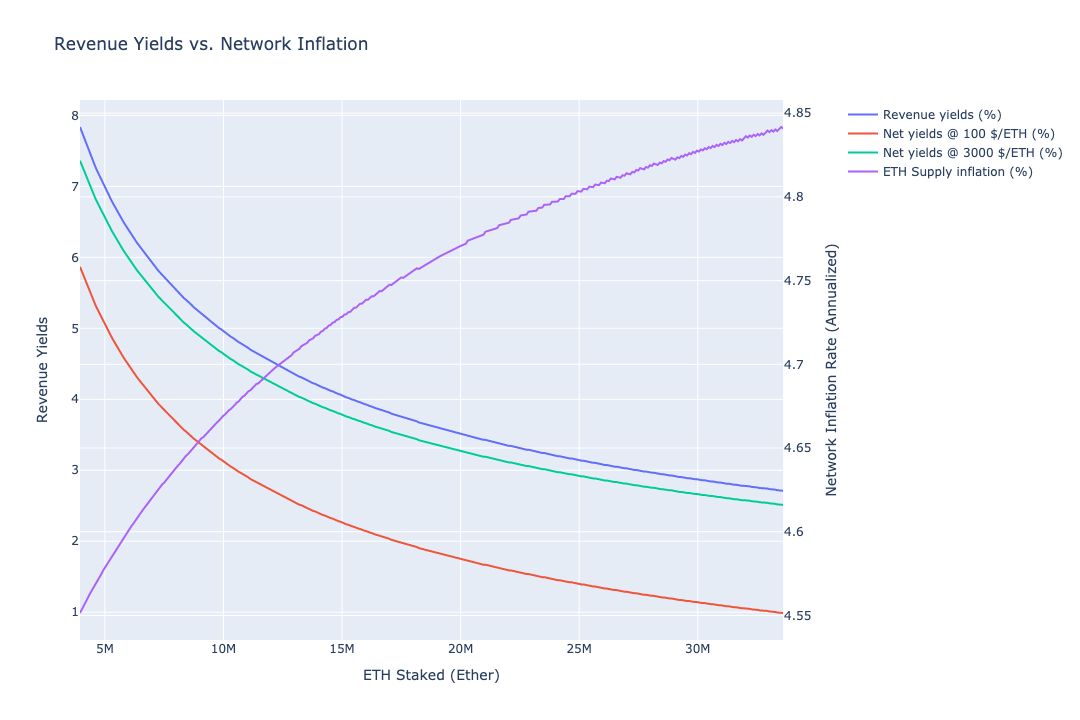 Revenue Yields vs. Network Inflation
Revenue yields (%)
Net yields @ 100 $/ETH (%)
Net yields @ 3000 $/ETH (%)
ETH Supply inflation (%)
Revenue Yields
8
7
6
5
4
3
2
1
4.85
4.8
4.75
4.7
4.65
4.6
4.55
Network Inflation Rate (Annualized)
5M 10M 15M 20M 25M 30M
ETH Staked (Ether)